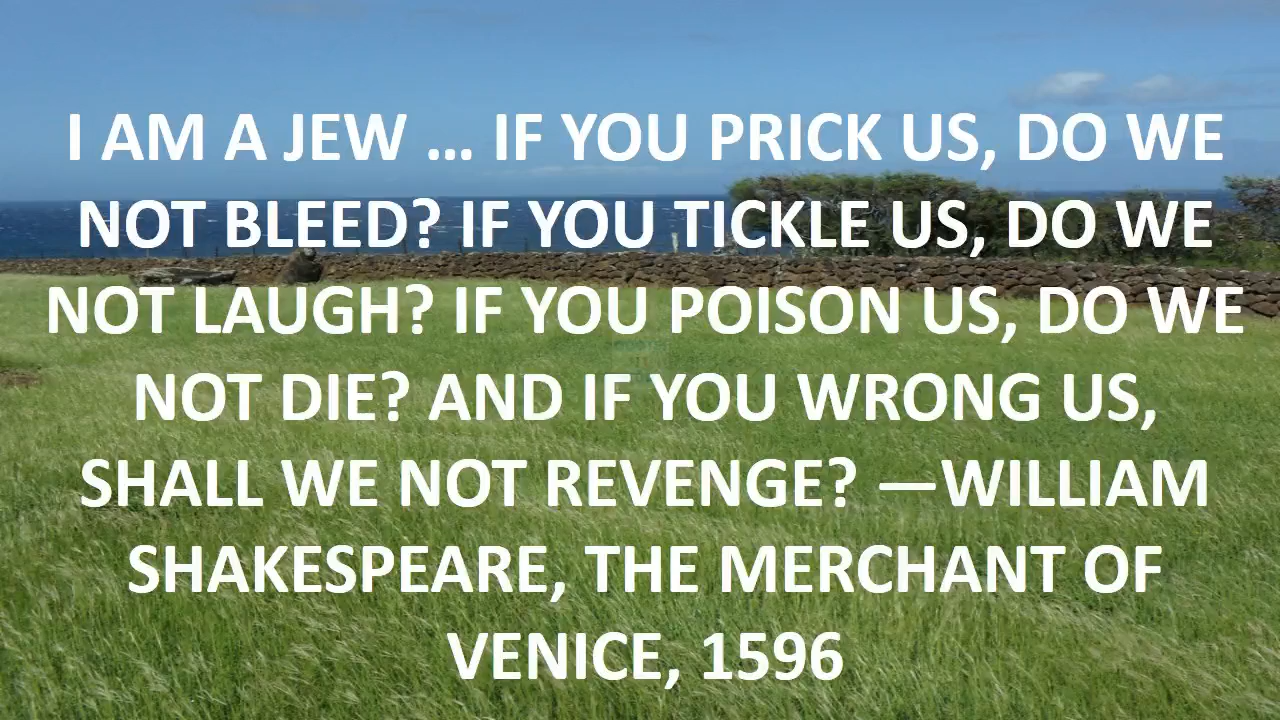 I AM A JEW ... IF YOU PRICK US, DO WE
NOT BLEED? IF YOU TICKLE US, DO WE
NOT LAUGH? IF YOU POISON US, DO WE
NOT DIE? AND IF YOU WRONG US,
SHALL WE NOT REVENGE? —WILLIAM
SHAKESPEARE, THE MERCHANT OF
VENICE, 1596